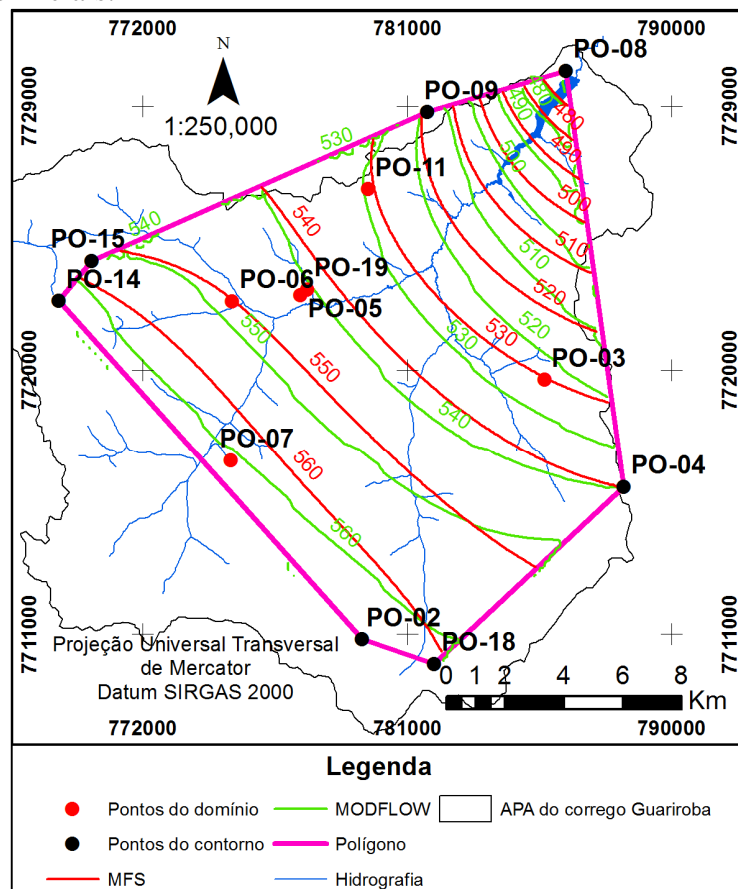 772000 781000 790000
PO-08
N
PO-09
7729000 7729000
1:250,000
480
480
490
490
530
PO-11
500
500
540
540
510
PO-15
510
PO-14
PO-06
PO-19
PO-05
520
550
550
530
520
530
PO-03
7720000 7720000
540
PO-07
560
560
PO-04
PO-02
PO-18
7711000 7711000
Projeção Universal Transversal
de Mercator
Datum SIRGAS 2000
0 1 2 4 6 8
Km
772000 781000 790000
Legenda
Pontos do domínio
MODFLOW
APA do corrego Guariroba
Pontos do contorno
Polígono
MFS
Hidrografia